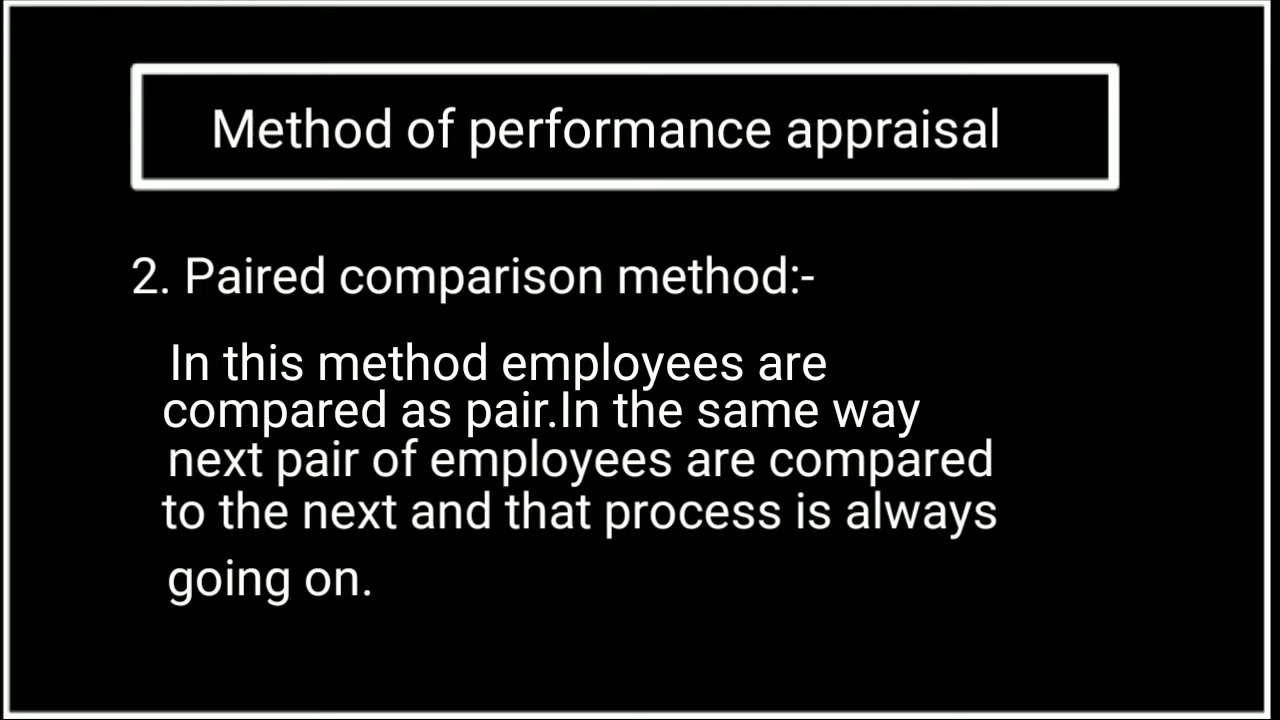 Method of performance appraisal
2. Paired comparison method:-
In this method employees are
compared as pair.In the same way
next pair of employees are compared
to the next and that process is always
going on.